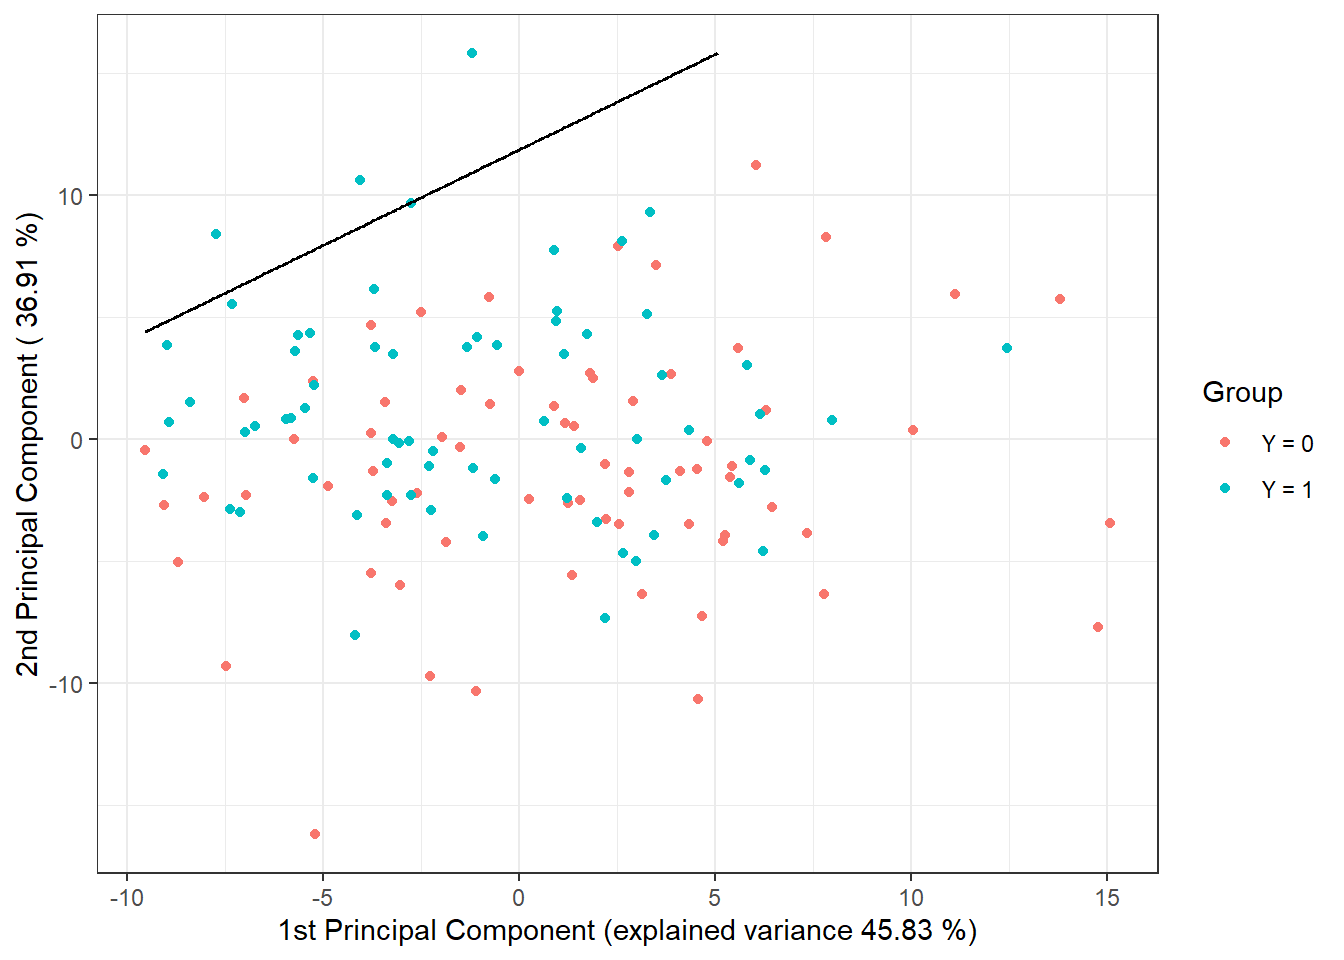 2nd Principal Component ( 36.91 %)
10
0
-10
-10
-5
0
5
10
15
1st Principal Component (explained variance 45.83 %)
Group
Y = 0
Y = 1